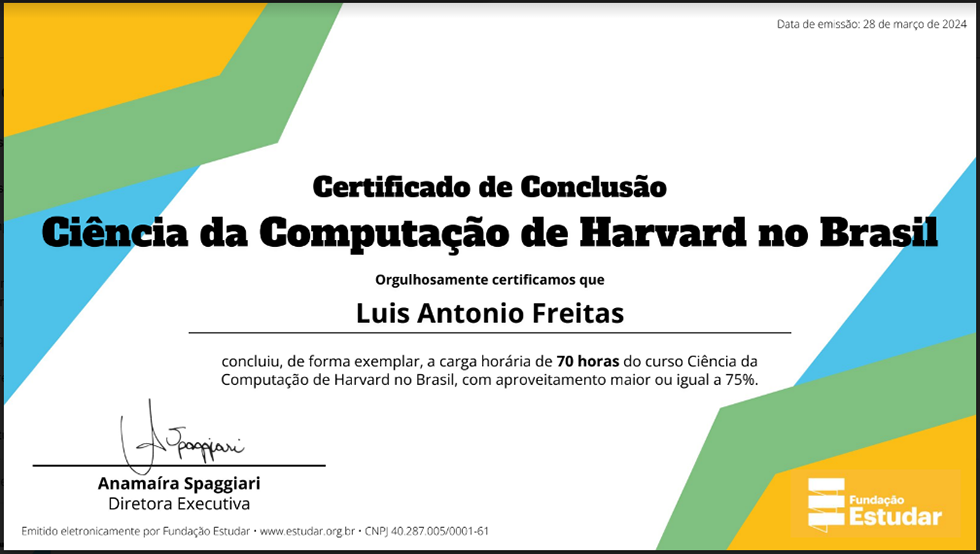 Data de emissão: 28 de março de 2024
Certificado de Conclusão
Ciência da Computação de Harvard no Brasil
Orgulhosamente certificamos que
Luis Antonio Freitas
concluiu, de forma exemplar, a carga horária de 70 horas do curso Ciência da
Computação de Harvard no Brasil, com aproveitamento maior ou igual a 75%.
Spaggiari
Anamaíra Spaggiari
Diretora Executiva
Emitido eletronicamente por Fundação Estudar • www.estudar.org.br • CNPJ 40.287.005/0001-61
Fundação
Estudar